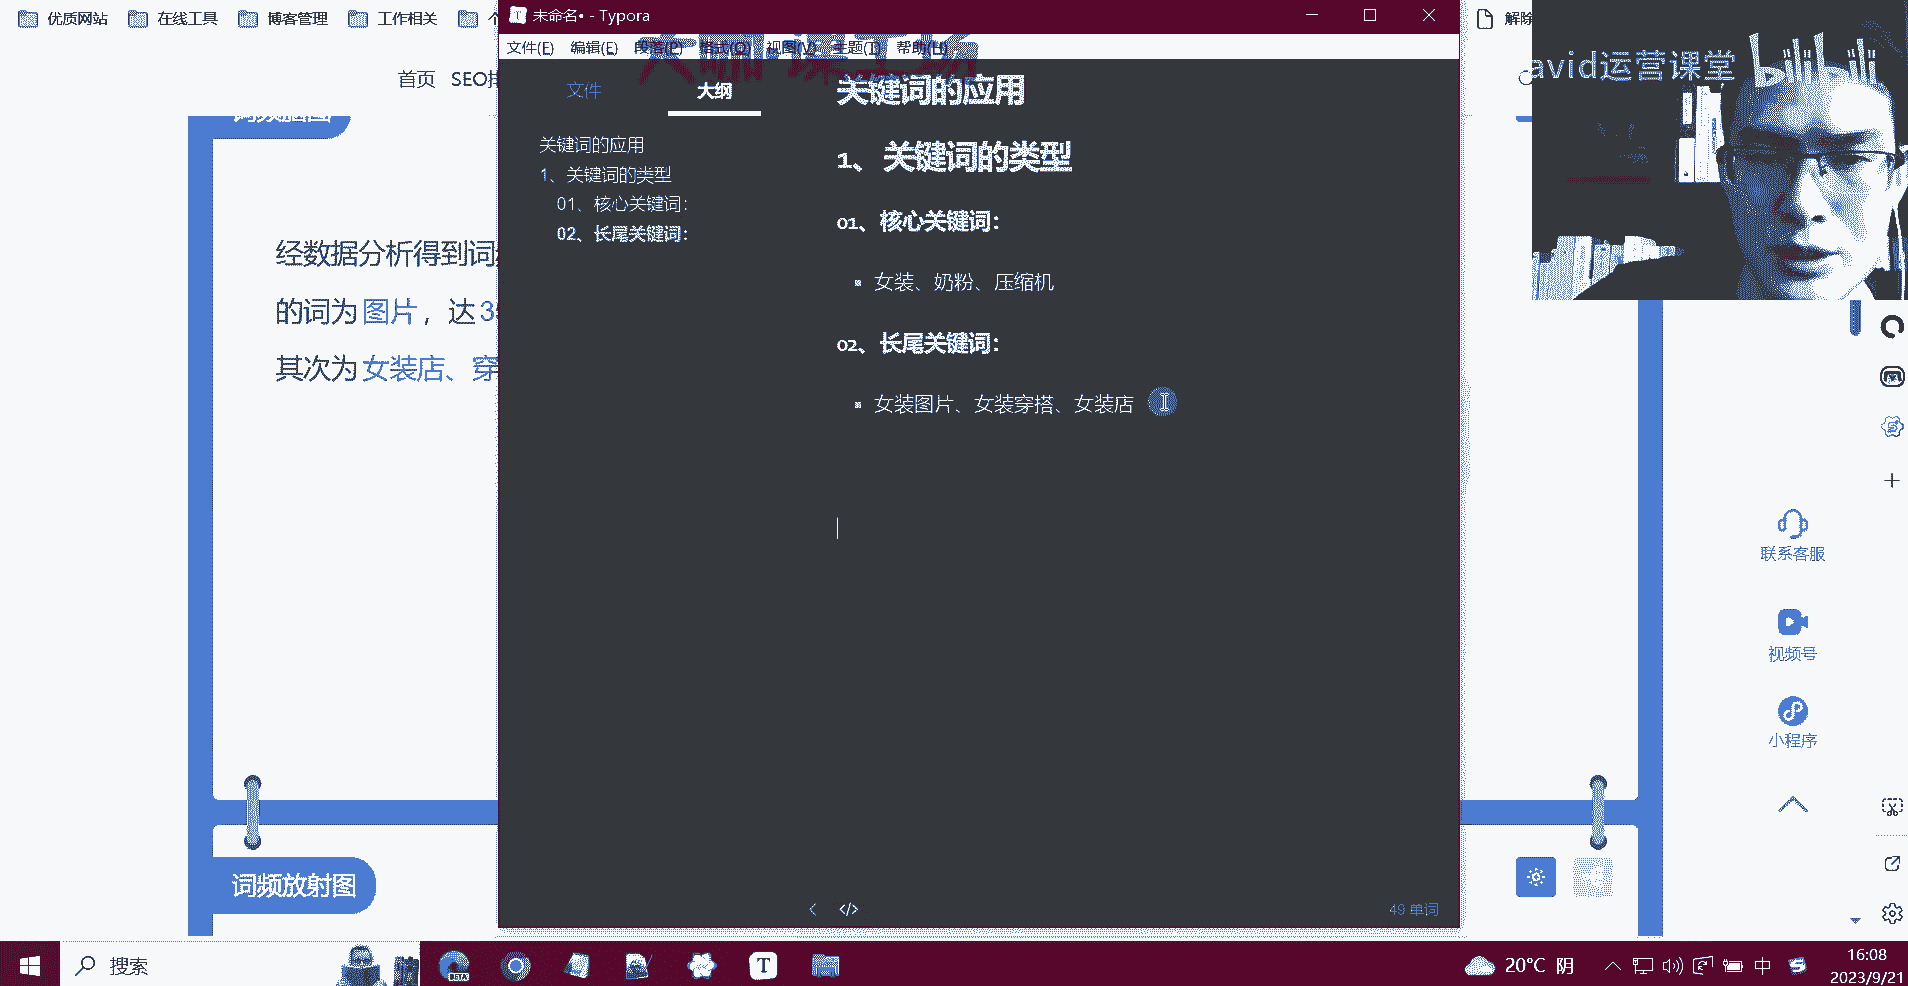 优质网站
在线工具
博客管理
工作相关
首页
未命名• - Typora
文件(F) 编辑(E) 段落(P) 格式(O) 视图(V) 主题(T) 帮助(H)
文件
大纲
关键词的应用
1、关键词的类型
01、核心关键词：
02、长尾关键词：
关键词的应用
1、 关键词的类型
01、核心关键词：
女装、奶粉、压缩机
02、长尾关键词：
女装图片、女装穿搭、女装店
49 单词
经数据分析得到词
的词为 图片 ，达 3
其次为 女装店、穿
词频放射图
解除
avid运营课堂
bilibili
联系客服
视频号
小程序
搜索
BETA
T
20°C 阴
中
16:08
2023/9/21